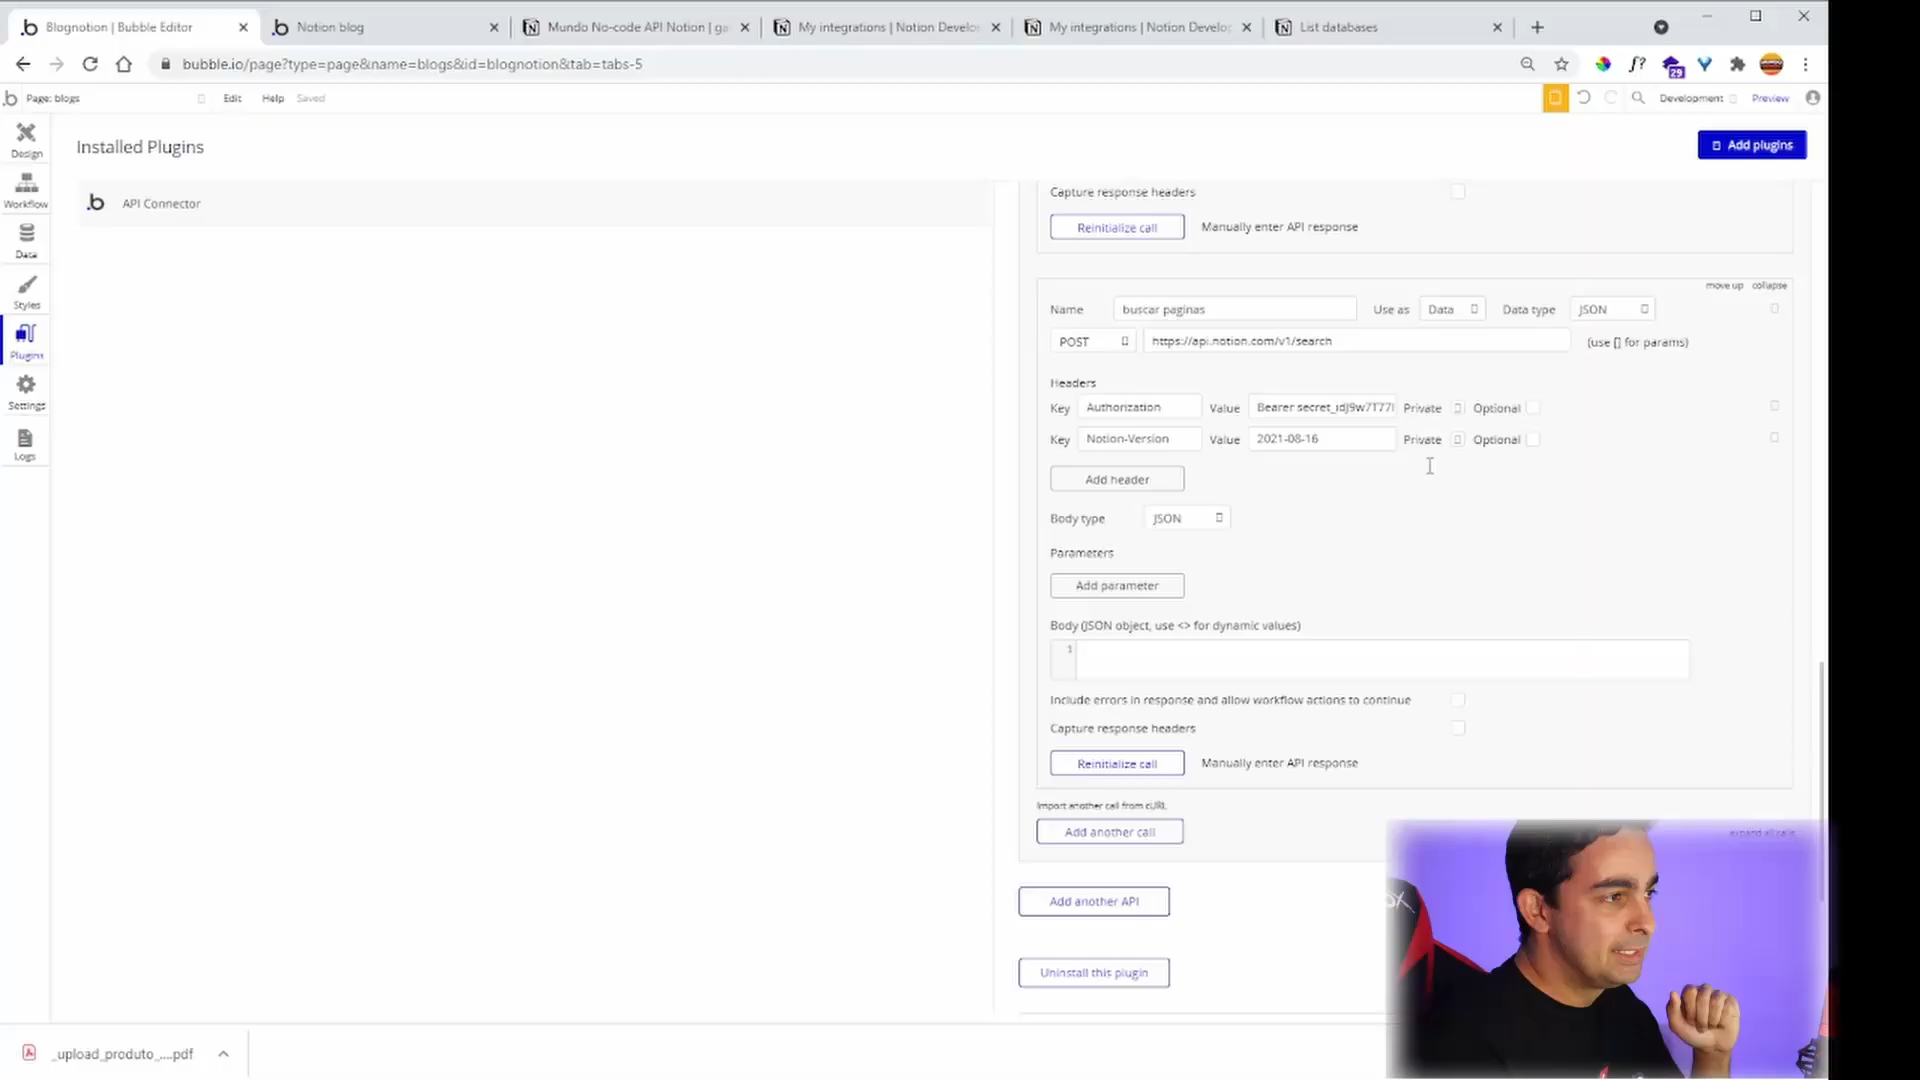 Blognotion | Bubble Editor
Notion blog
Mundo No-code API Notion | ga
My integrations | Notion Develo
My integrations | Notion Develo
List databases
bubble.io/page?type=page&name=blogs&id=blognotion&tab=tabs-5
29
Page: blogs
Edit
Help
Saved
Development
Preview
Design
Workflow
Data
Styles
Plugins
Settings
Logs
Installed Plugins
Add plugins
API Connector
Capture response headers
Reinitialize call
Manually enter API response
move up collapse
Name buscar paginas Use as Data Data type JSON
POST https://api.notion.com/v1/search (use [] for params)
Headers
Key Authorization Value Private Optional
Key Notion-Version Value 2021-08-16 Private Optional
Add header
Body type JSON
Parameters
Add parameter
Body (JSON object, use <> for dynamic values)
1
Include errors in response and allow workflow actions to continue
Capture response headers
Reinitialize call
Manually enter API response
Import another call from cURL
Add another call
expand all calls
Add another API
Uninstall this plugin
_upload_produto_....pdf